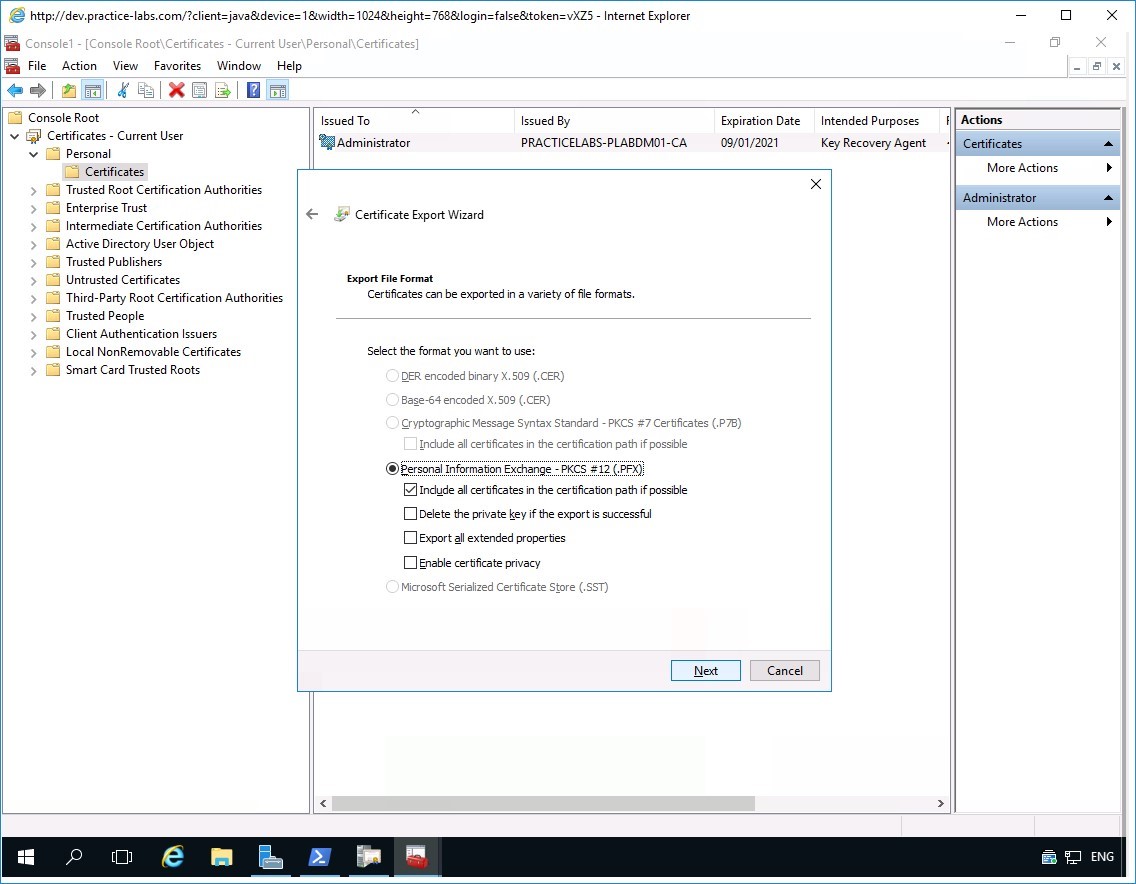 http://dev.practice-labs.com/?client=java&device=1&width=1024&height=768&login=false&token=vXZ5 - Internet Explorer
Console1 - [Console Root\Certificates - Current User\Personal\Certificates]
File Action View Favorites Window Help
Console Root
Certificates - Current User
Personal
Certificates
Trusted Root Certification Authorities
Enterprise Trust
Intermediate Certification Authorities
Active Directory User Object
Trusted Publishers
Untrusted Certificates
Third-Party Root Certification Authorities
Trusted People
Client Authentication Issuers
Local NonRemovable Certificates
Smart Card Trusted Roots
Issued To Issued By Expiration Date Intended Purposes F
Administrator PRACTICELABS-PLABDM01-CA 09/01/2021 Key Recovery Agent
Actions
Certificates
More Actions
Administrator
More Actions
Certificate Export Wizard
Export File Format
Certificates can be exported in a variety of file formats.
Select the format you want to use:
DER encoded binary X.509 (.CER)
Base-64 encoded X.509 (.CER)
Cryptographic Message Syntax Standard - PKCS #7 Certificates (.P7B)
Include all certificates in the certification path if possible
Personal Information Exchange - PKCS #12 (.PFX)
Include all certificates in the certification path if possible
Delete the private key if the export is successful
Export all extended properties
Enable certificate privacy
Microsoft Serialized Certificate Store (.SST)
Next Cancel
ENG